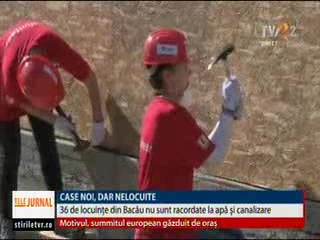 TVR2
DIRECT
CASE NOI, DAR NELOCUITE
TELE JURNAL
36 de locuințe din Bacău nu sunt racordate la apă și canalizare
stiriletvr.ro
Motivul, summitul european găzduit de oraș